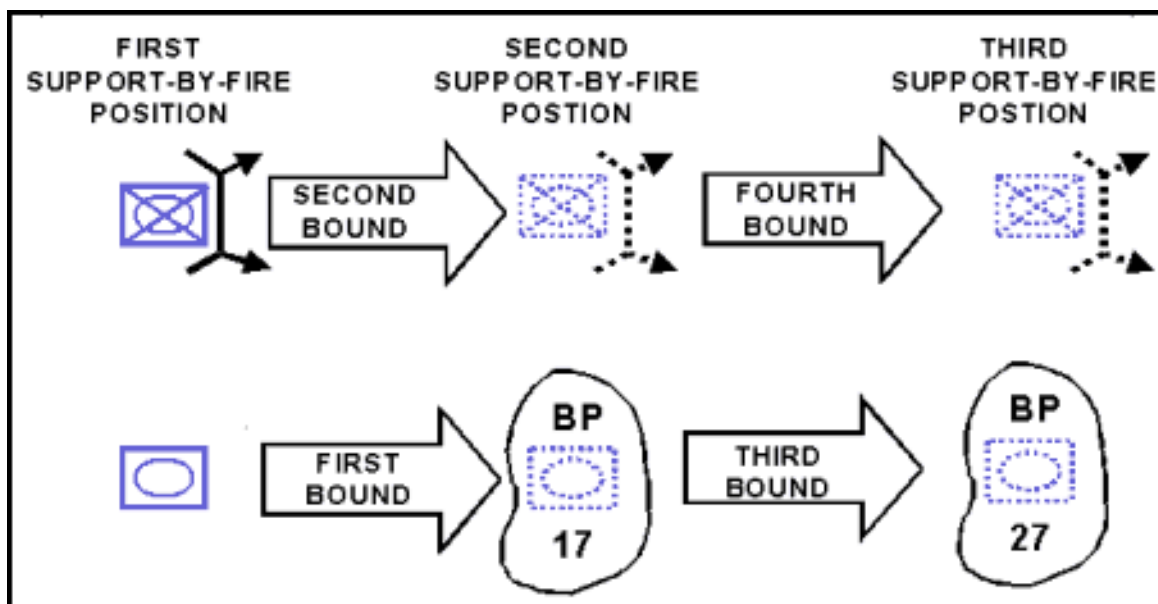 FIRST
SUPPORT-BY-FIRE
POSITION
SECOND
SUPPORT-BY-FIRE
POSTION
THIRD
SUPPORT-BY-FIRE
POSTION
SECOND
BOUND
FOURTH
BOUND
FIRST
BOUND
BP
17
THIRD
BOUND
BP
27